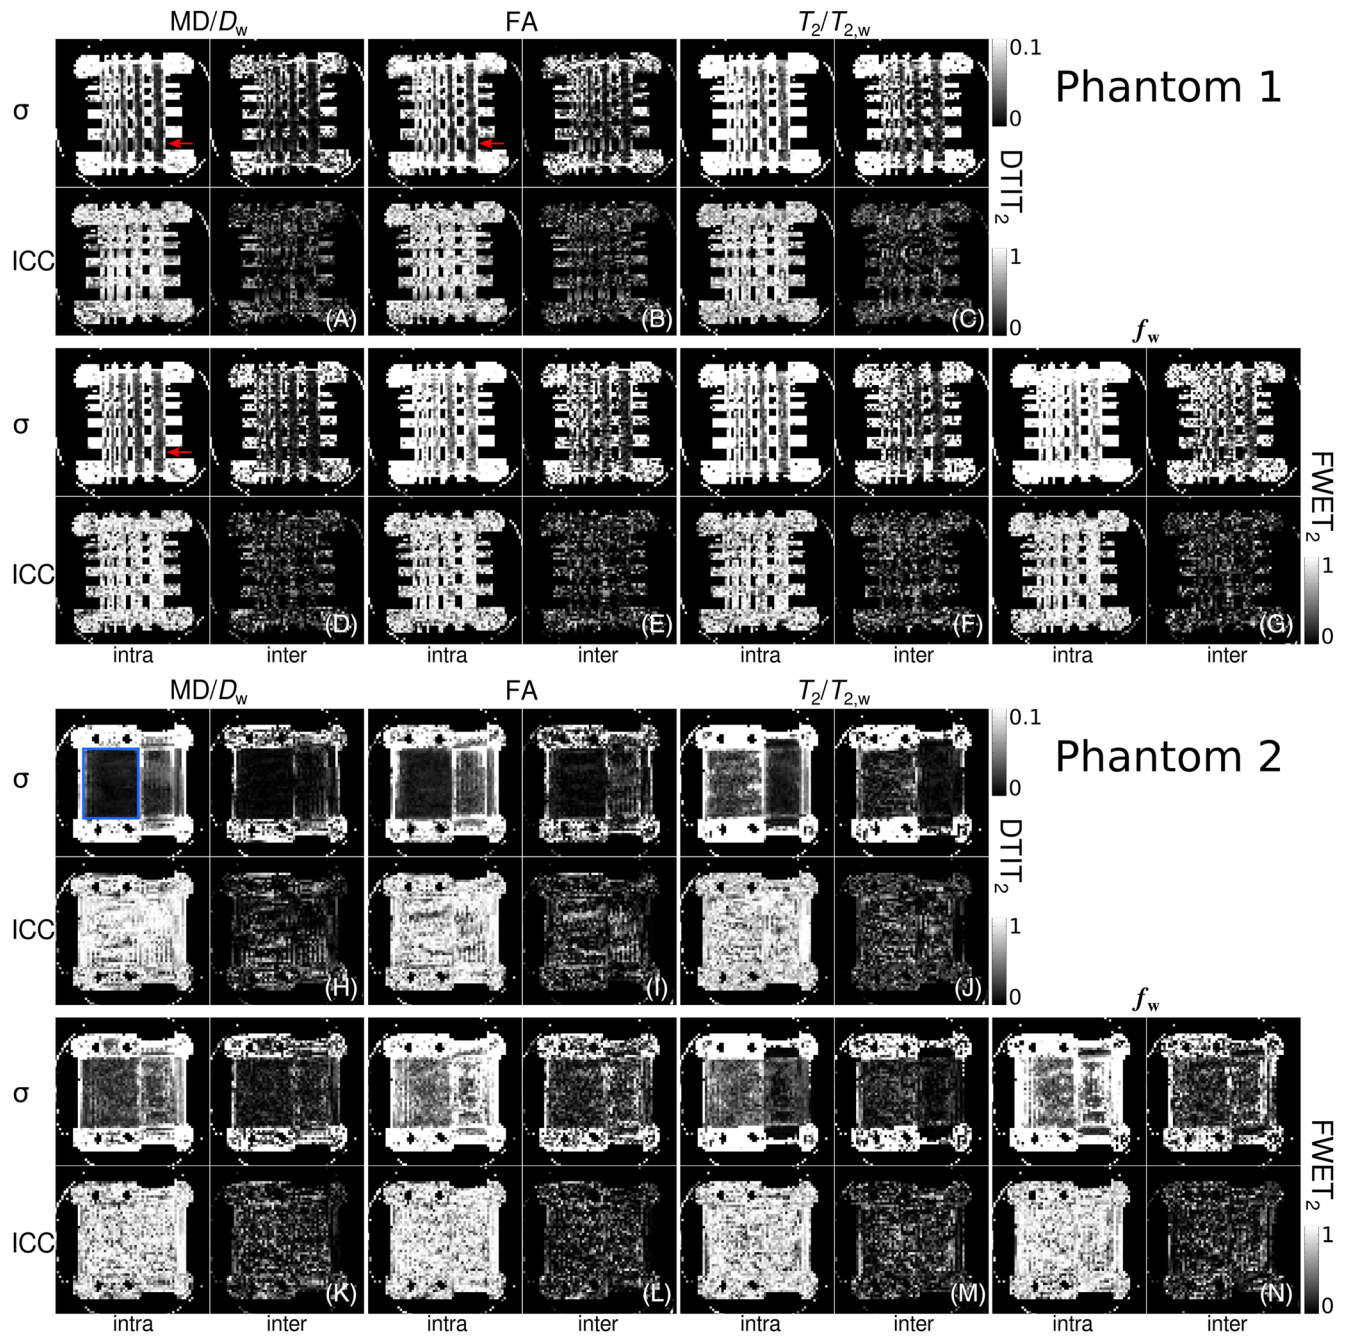 MD/Dw FA T2/T2,w
σ 0.1 Phantom 1
0
DTIT2
ICC 1
(A) (B) (C) 0
fw
σ
FWET2
ICC 1
(D) (E) (F) (G) 0
intra inter intra inter intra inter intra inter
MD/Dw FA T2/T2,w
σ 0.1 Phantom 2
0
DTIT2
ICC 1
(H) (I) (J) 0
fw
σ
FWET2
ICC 1
(K) (L) (M) (N) 0
intra inter intra inter intra inter intra inter